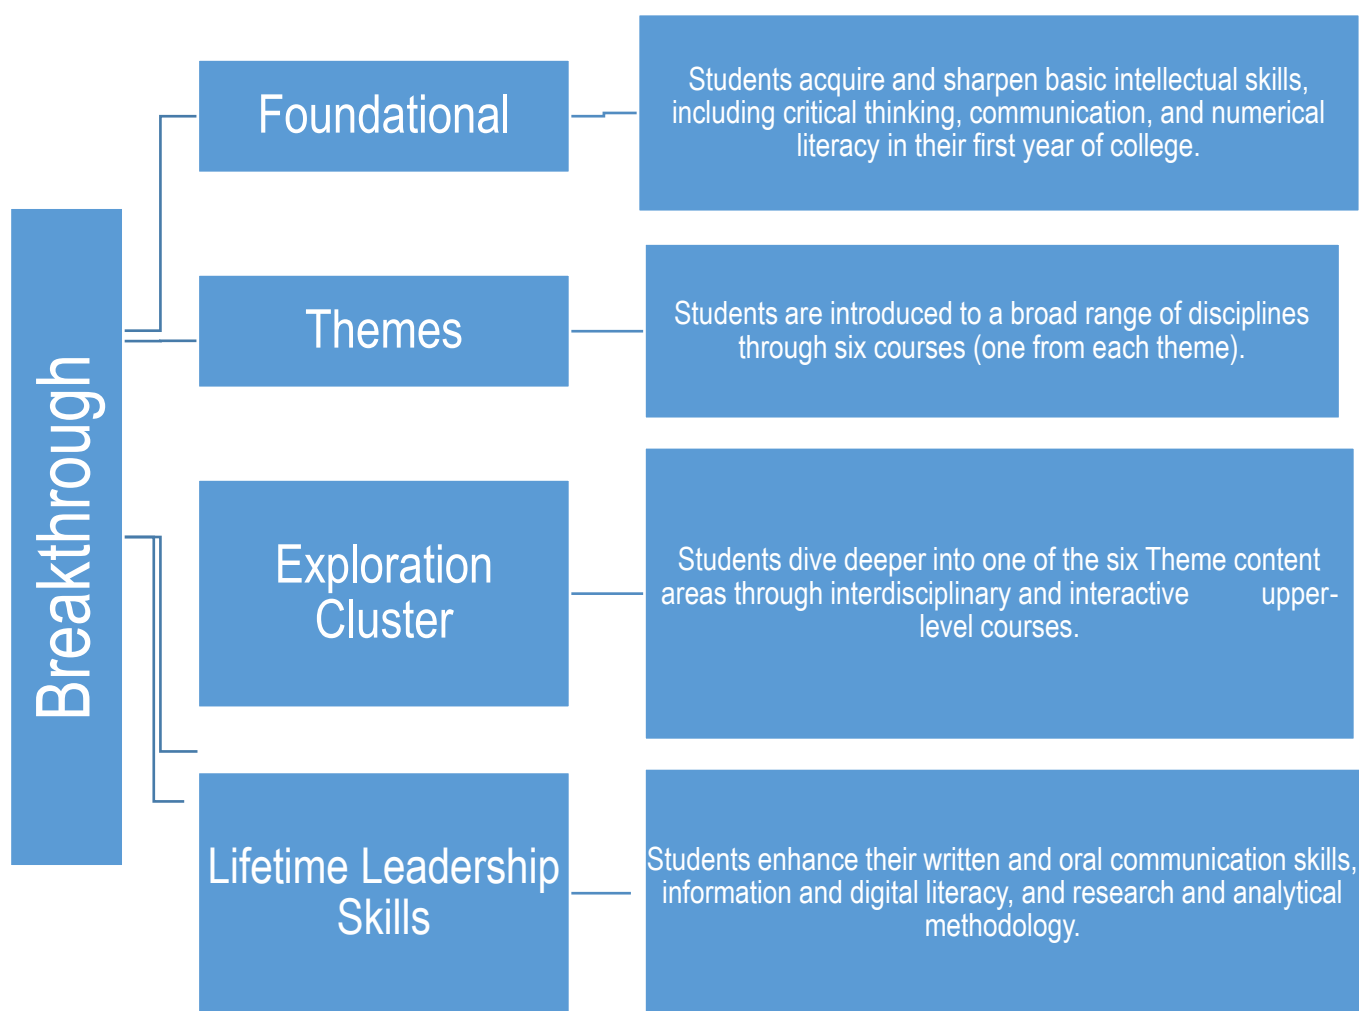 Breakthrough
Foundational
Students acquire and sharpen basic intellectual skills,
including critical thinking, communication, and numerical
literacy in their first year of college.
Themes
Students are introduced to a broad range of disciplines
through six courses (one from each theme).
Exploration
Cluster
Students dive deeper into one of the six Theme content
areas through interdisciplinary and interactive upper-
level courses.
Lifetime Leadership
Skills
Students enhance their written and oral communication skills,
information and digital literacy, and research and analytical
methodology.